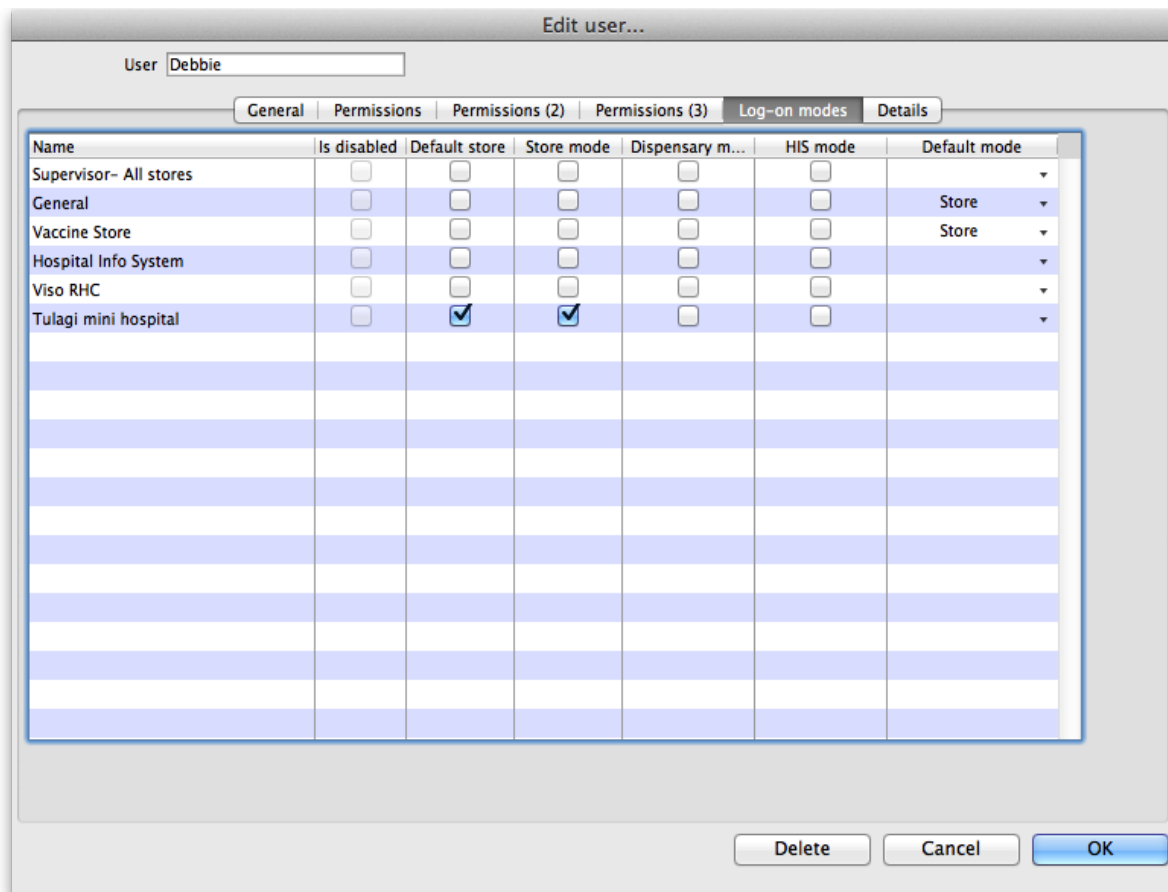 Edit user...
User Debbie
General Permissions Permissions (2) Permissions (3) Log-on modes Details
Name Is disabled Default store Store mode Dispensary m... HIS mode Default mode
Supervisor- All stores
General Store
Vaccine Store Store
Hospital Info System
Viso RHC
Tulagi mini hospital
Delete Cancel OK